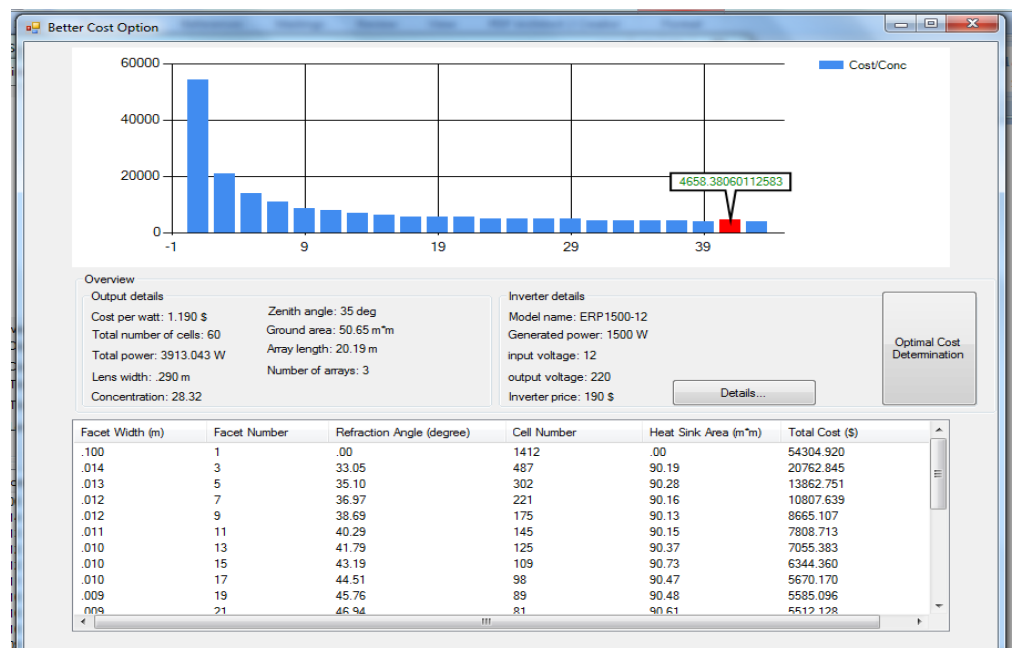 Better Cost Option
60000
40000
20000
0
-1 9 19 29 39
Cost/Conc
4658.38060112583
Overview
Output details
Cost per watt: 1.190 $
Total number of cells: 60
Total power: 3913.043 W
Lens width: .290 m
Concentration: 28.32
Zenith angle: 35 deg
Ground area: 50.65 m*m
Array length: 20.19 m
Number of arrays: 3
Inverter details
Model name: ERP1500-12
Generated power: 1500 W
input voltage: 12
output voltage: 220
Inverter price: 190 $
Details...
Optimal Cost
Determination
Facet Width (m) Facet Number Refraction Angle (degree) Cell Number Heat Sink Area (m*m) Total Cost ($)
.100 1 .00 1412 .00 54304.920
.014 3 33.05 487 90.19 20762.845
.013 5 35.10 302 90.28 13862.751
.012 7 36.97 221 90.16 10807.639
.012 9 38.69 175 90.13 8665.107
.011 11 40.29 145 90.15 7808.713
.010 13 41.79 125 90.37 7055.383
.010 15 43.19 109 90.73 6344.360
.010 17 44.51 98 90.47 5670.170
.009 19 45.76 89 90.48 5585.096
.009 21 46.94 81 90.61 5512.128